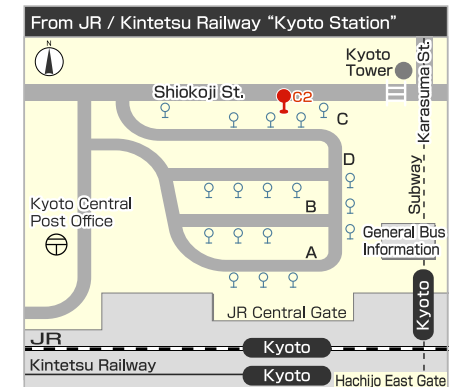 From JR / Kintetsu Railway “Kyoto Station”
N
Kyoto
Tower
Karasuma St.
Shiokoji St.
C2
C
D
Subway
B
Kyoto Central
Post Office
General Bus
Information
A
Kyoto
JR Central Gate
JR
Kyoto
Kintetsu Railway
Kyoto
Hachijo East Gate